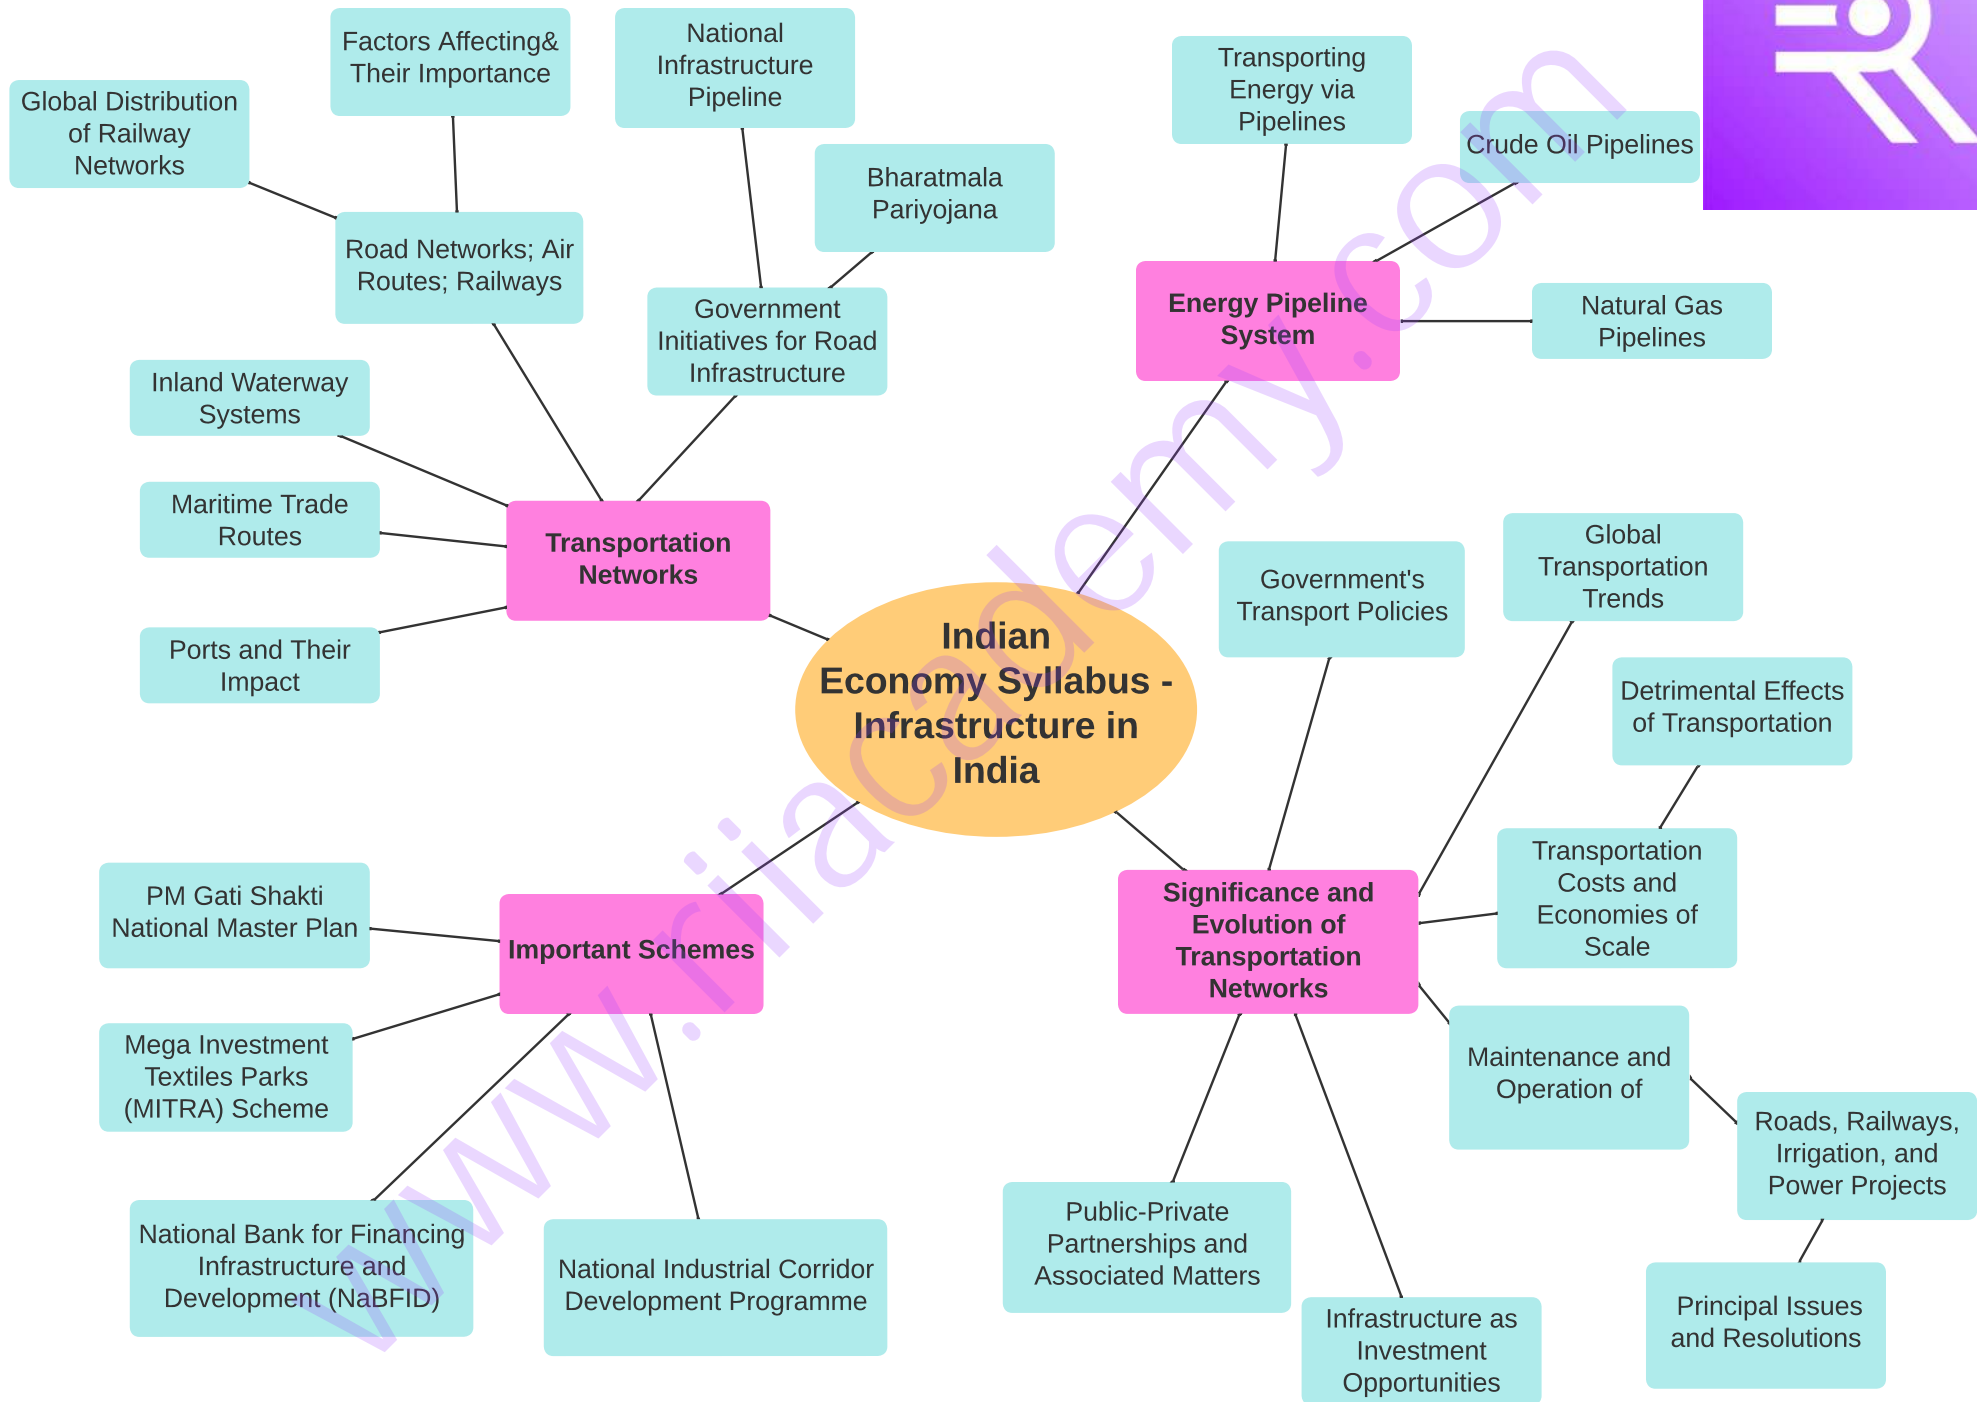 Factors Affecting&
Their Importance
National
Infrastructure
Pipeline
Transporting
Energy via
Pipelines
Global Distribution
of Railway
Networks
Crude Oil Pipelines
Bharatmala
Pariyojana
Road Networks; Air
Routes; Railways
Government
Initiatives for Road
Infrastructure
Energy Pipeline
System
Natural Gas
Pipelines
Inland Waterway
Systems
Maritime Trade
Routes
Transportation
Networks
Ports and Their
Impact
Indian
Economy Syllabus -
Infrastructure in
India
Government's
Transport Policies
Global
Transportation
Trends
Detrimental Effects
of Transportation
Transportation
Costs and
Economies of
Scale
Significance and
Evolution of
Transportation
Networks
PM Gati Shakti
National Master Plan
Important Schemes
Mega Investment
Textiles Parks
(MITRA) Scheme
Maintenance and
Operation of
Roads, Railways,
Irrigation, and
Power Projects
National Bank for Financing
Infrastructure and
Development (NaBFID)
National Industrial Corridor
Development Programme
Public-Private
Partnerships and
Associated Matters
Infrastructure as
Investment
Opportunities
Principal Issues
and Resolutions
www.riiacademy.com